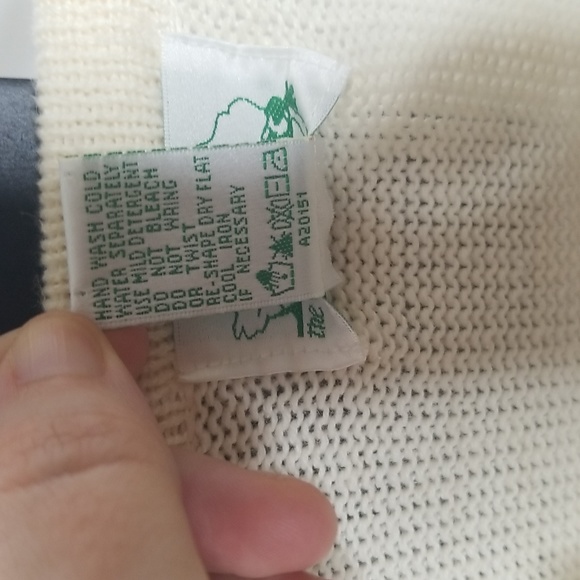 HAND WASH COLD
WATER SEPARATELY
USE MILD DETERGENT
DO NOT BLEACH
DO NOT WRING
OR TWIST
RE-SHAPE DRY FLAT
COOL IRON
IF NECESSARY
A20151
the